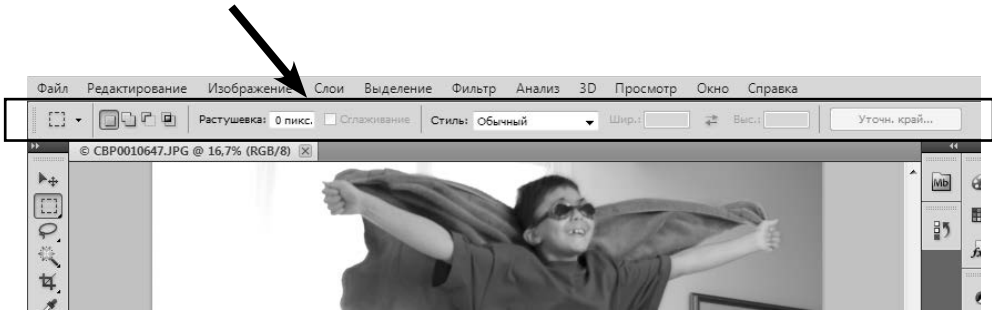 Файл Редактирование Изображение Слои Выделение Фильтр Анализ 3D Просмотр Окно Справка
Растушевка: 0 пикс. Сглаживание Стиль: Обычный Шир.: Выс.: Уточн. край...
© CBP0010647.JPG @ 16,7% (RGB/8)
Mb